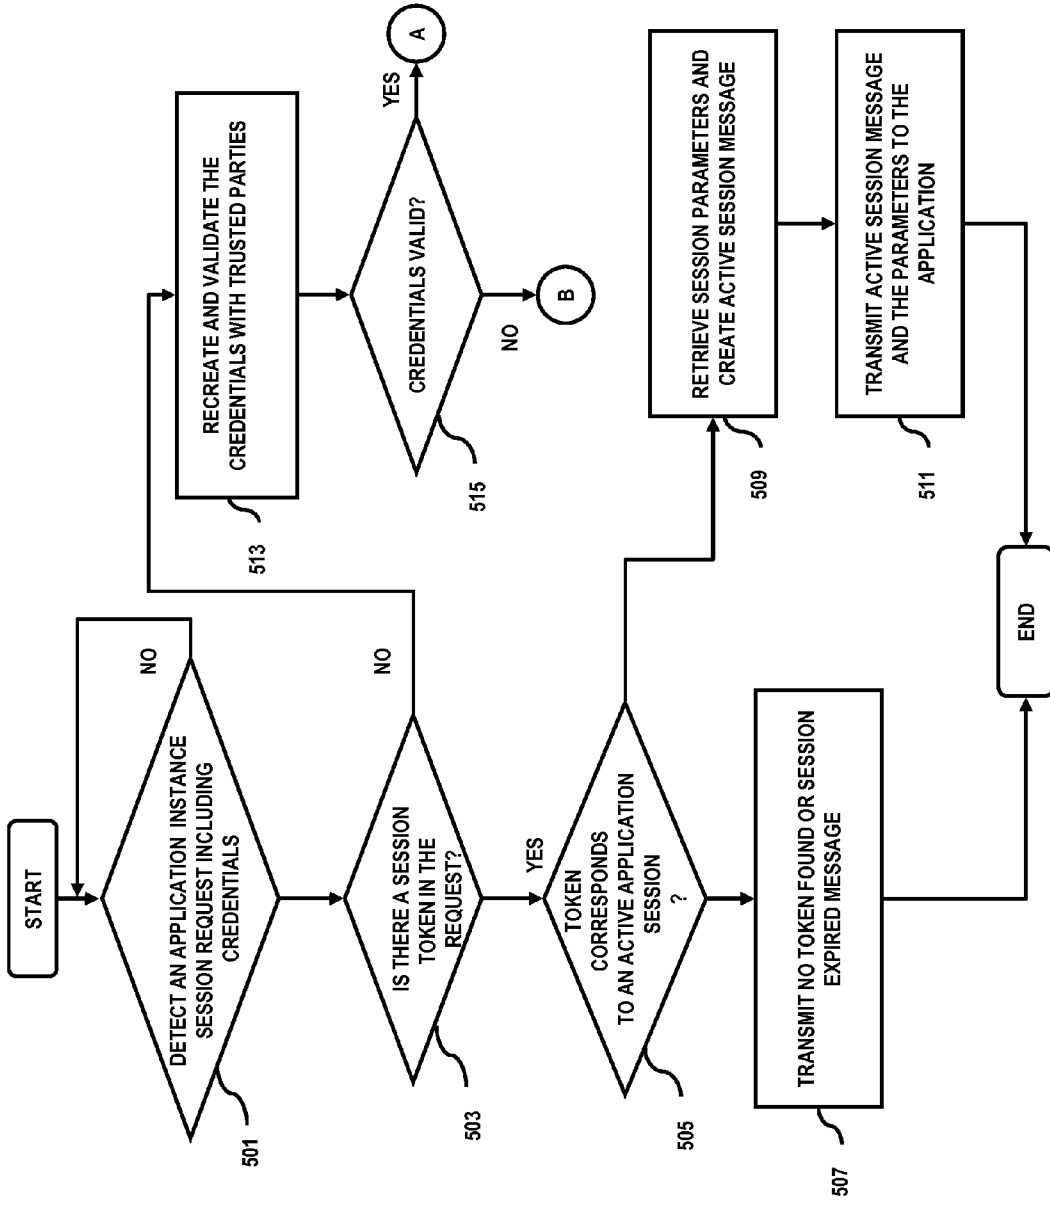 START
DETECT AN APPLICATION INSTANCE
SESSION REQUEST INCLUDING
CREDENTIALS
NO
501
IS THERE A SESSION
TOKEN IN THE
REQUEST?
NO
YES
503
TOKEN
CORRESPONDS
TO AN ACTIVE APPLICATION
SESSION
?
505
TRANSMIT NO TOKEN FOUND OR SESSION
EXPIRED MESSAGE
507
RECREATE AND VALIDATE THE
CREDENTIALS WITH TRUSTED PARTIES
513
CREDENTIALS VALID?
YES
A
NO
B
515
RETRIEVE SESSION PARAMETERS AND
CREATE ACTIVE SESSION MESSAGE
509
TRANSMIT ACTIVE SESSION MESSAGE
AND THE PARAMETERS TO THE
APPLICATION
511
END